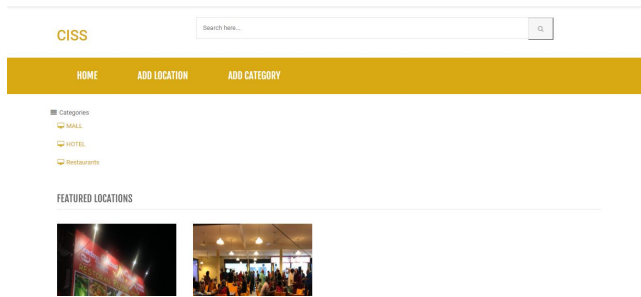 CISS
Search here...
HOME ADD LOCATION ADD CATEGORY
Categories
MALL
HOTEL
Restaurants
FEATURED LOCATIONS